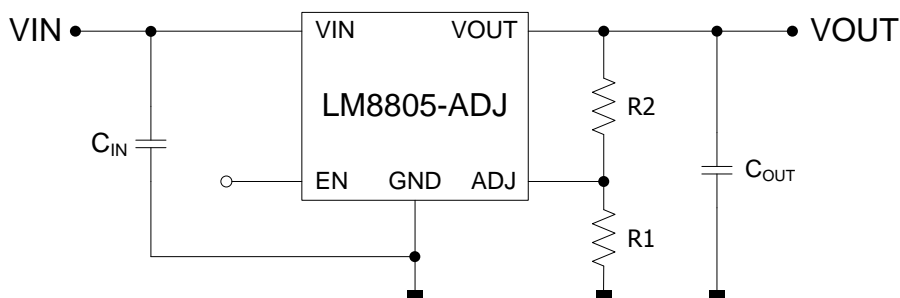 VIN
VIN VOUT
VOUT
LM8805-ADJ
R2
CIN
EN GND ADJ
COUT
R1